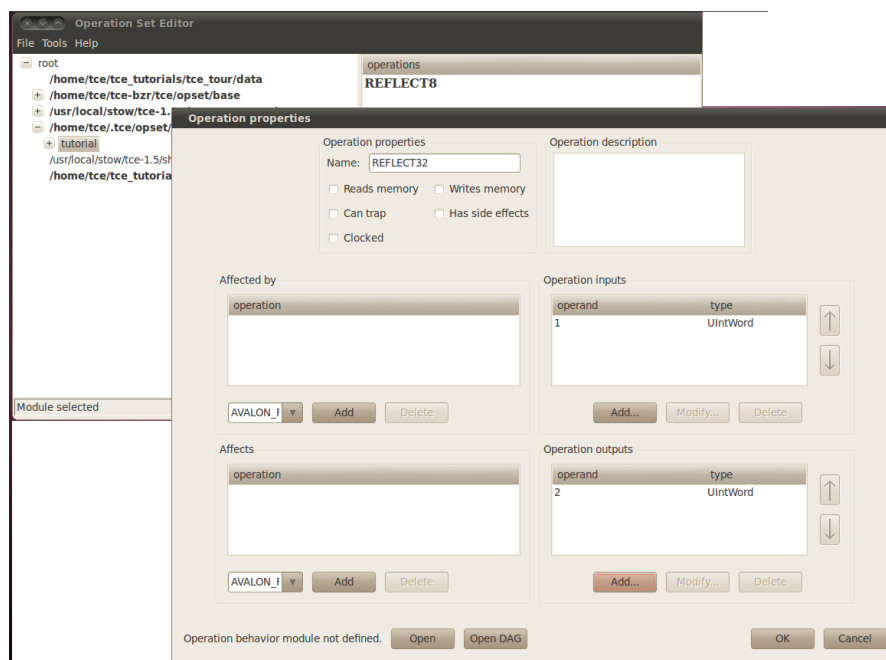 Operation Set Editor
File Tools Help
root
/home/tce/tce_tutorials/tce_tour/data
/home/tce/tce-bzr/tce/opset/base
/usr/local/stow/tce-1.
/home/tce/.tce/opset/
tutorial
/usr/local/stow/tce-1.5/sh
/home/tce/tce_tutoria
operations
REFLECT8
Module selected
Operation properties
Operation properties
Name: REFLECT32
Reads memory Writes memory
Can trap Has side effects
Clocked
Operation description
Affected by
operation
AVALON_F Add Delete
Operation inputs
operand type
1 UIntWord
Add... Modify... Delete
Affects
operation
AVALON_F Add Delete
Operation outputs
operand type
2 UIntWord
Add... Modify... Delete
Operation behavior module not defined. Open Open DAG OK Cancel